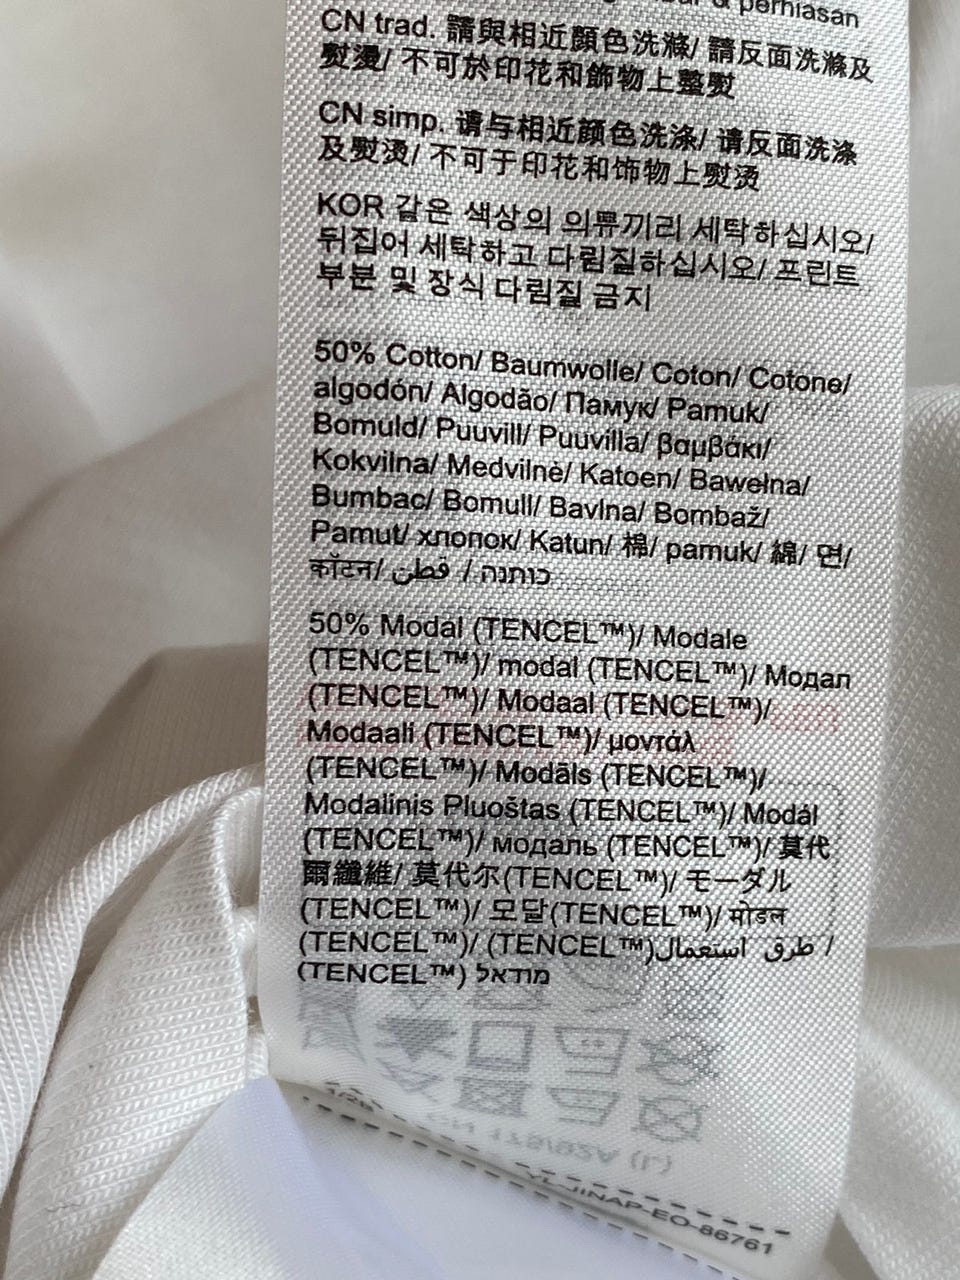 & perhiasan
CN trad. 請與相近顏色洗滌/ 請反面洗滌及
熨燙/ 不可於印花和飾物上整熨
CN simp. 请与相近颜色洗涤/ 请反面洗涤
及熨烫/ 不可于印花和饰物上熨烫
KOR 같은 색상의 의류끼리 세탁하십시오/
뒤집어 세탁하고 다림질하십시오/ 프린트
부분 및 장식 다림질 금지
50% Cotton/ Baumwolle/ Coton/ Cotone/
algodón/ Algodão/ Памук/ Pamuk/
Bomuld/ Puuvill/ Puuvilla/ βαμβάκι/
Kokvilna/ Medvilnė/ Katoen/ Bawełna/
Bumbac/ Bomull/ Bavlna/ Bombaž/
Pamut/ хлопок/ Katun/ 棉/ pamuk/ 綿/ 면/
कॉटन/ قطن / כותנה
50% Modal (TENCEL™)/ Modale
(TENCEL™)/ modal (TENCEL™)/ Модал
(TENCEL™)/ Modaal (TENCEL™)/
Modaali (TENCEL™)/ μοντάλ
(TENCEL™)/ Modāls (TENCEL™)/
Modalinis Pluoštas (TENCEL™)/ Modál
(TENCEL™)/ модаль (TENCEL™)/ 莫代
爾纖維/ 莫代尔(TENCEL™)/ モーダル
(TENCEL™)/ 모달(TENCEL™)/ मोडल
(TENCEL™)/ (TENCEL™)طرق استعمال /
(TENCEL™) מודאל
YL-JINAP-EO-86761